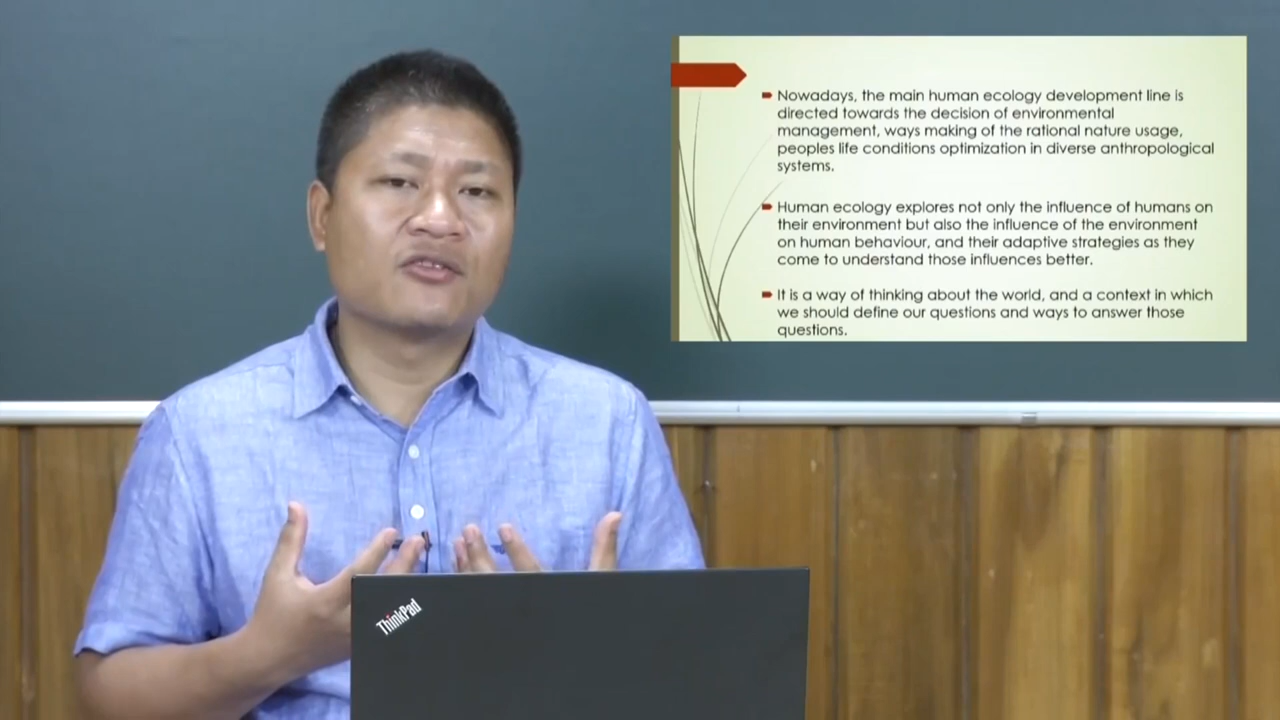 Nowadays, the main human ecology development line is
directed towards the decision of environmental
management, ways making of the rational nature usage,
peoples life conditions optimization in diverse anthropological
systems.
Human ecology explores not only the influence of humans on
their environment but also the influence of the environment
on human behaviour, and their adaptive strategies as they
come to understand those influences better.
It is a way of thinking about the world, and a context in which
we should define our questions and ways to answer those
questions.
ThinkPad